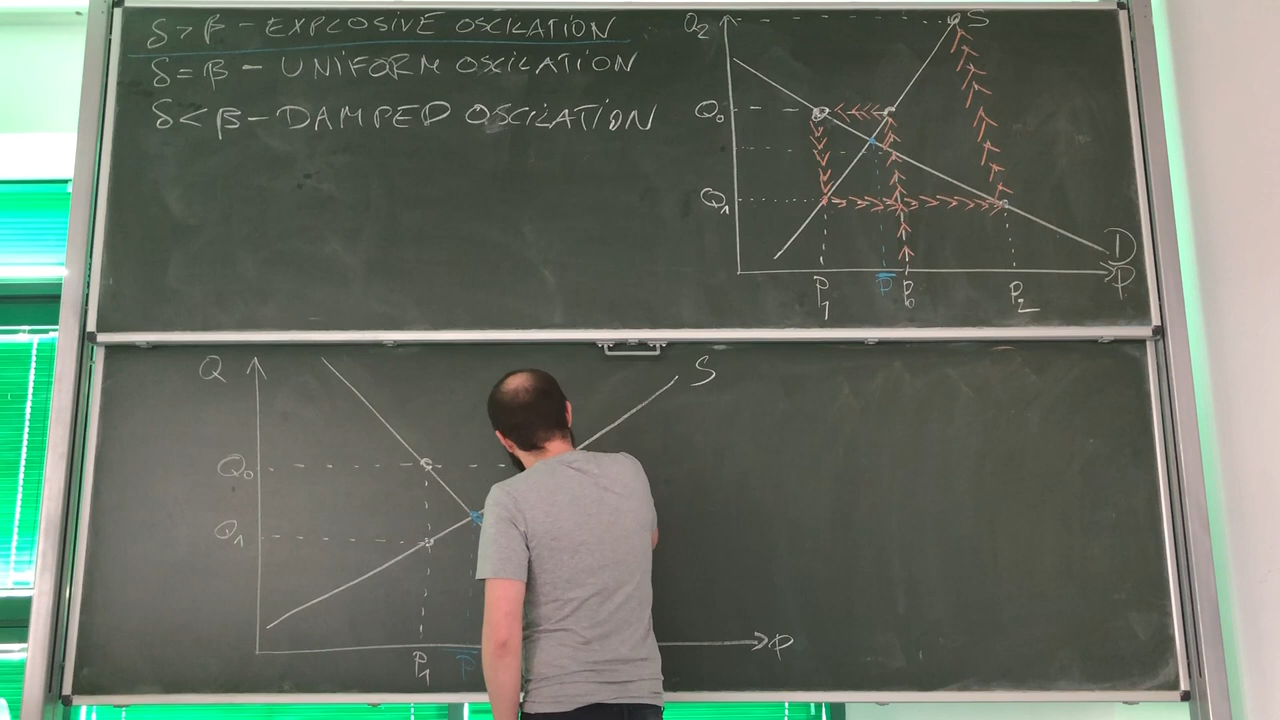 δ > β - EXPLOSIVE OSCILATION
δ = β - UNIFORM OSCILATION
δ < β - DAMPED OSCILATION
Q₂
S
Q₀
Q₁
D
P
P₁
P̅
P₀
P₂
Q
S
Q₀
Q₁
P₁
P
P